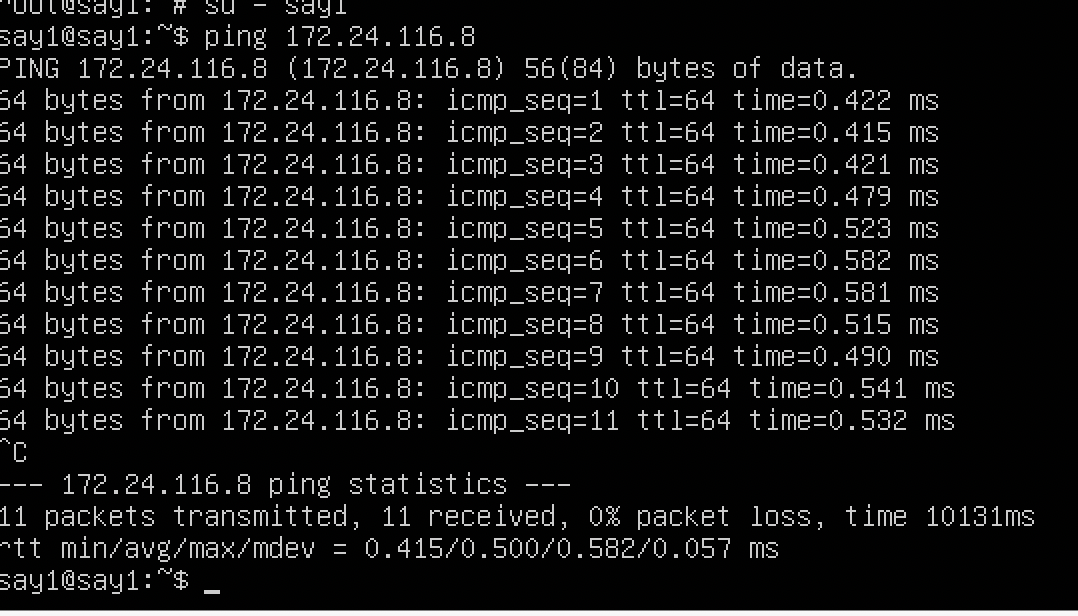 root@say1:~# su - say1
say1@say1:~$ ping 172.24.116.8
PING 172.24.116.8 (172.24.116.8) 56(84) bytes of data.
64 bytes from 172.24.116.8: icmp_seq=1 ttl=64 time=0.422 ms
64 bytes from 172.24.116.8: icmp_seq=2 ttl=64 time=0.415 ms
64 bytes from 172.24.116.8: icmp_seq=3 ttl=64 time=0.421 ms
64 bytes from 172.24.116.8: icmp_seq=4 ttl=64 time=0.479 ms
64 bytes from 172.24.116.8: icmp_seq=5 ttl=64 time=0.523 ms
64 bytes from 172.24.116.8: icmp_seq=6 ttl=64 time=0.582 ms
64 bytes from 172.24.116.8: icmp_seq=7 ttl=64 time=0.581 ms
64 bytes from 172.24.116.8: icmp_seq=8 ttl=64 time=0.515 ms
64 bytes from 172.24.116.8: icmp_seq=9 ttl=64 time=0.490 ms
64 bytes from 172.24.116.8: icmp_seq=10 ttl=64 time=0.541 ms
64 bytes from 172.24.116.8: icmp_seq=11 ttl=64 time=0.532 ms
^C
--- 172.24.116.8 ping statistics ---
11 packets transmitted, 11 received, 0% packet loss, time 10131ms
rtt min/avg/max/mdev = 0.415/0.500/0.582/0.057 ms
say1@say1:~$ _